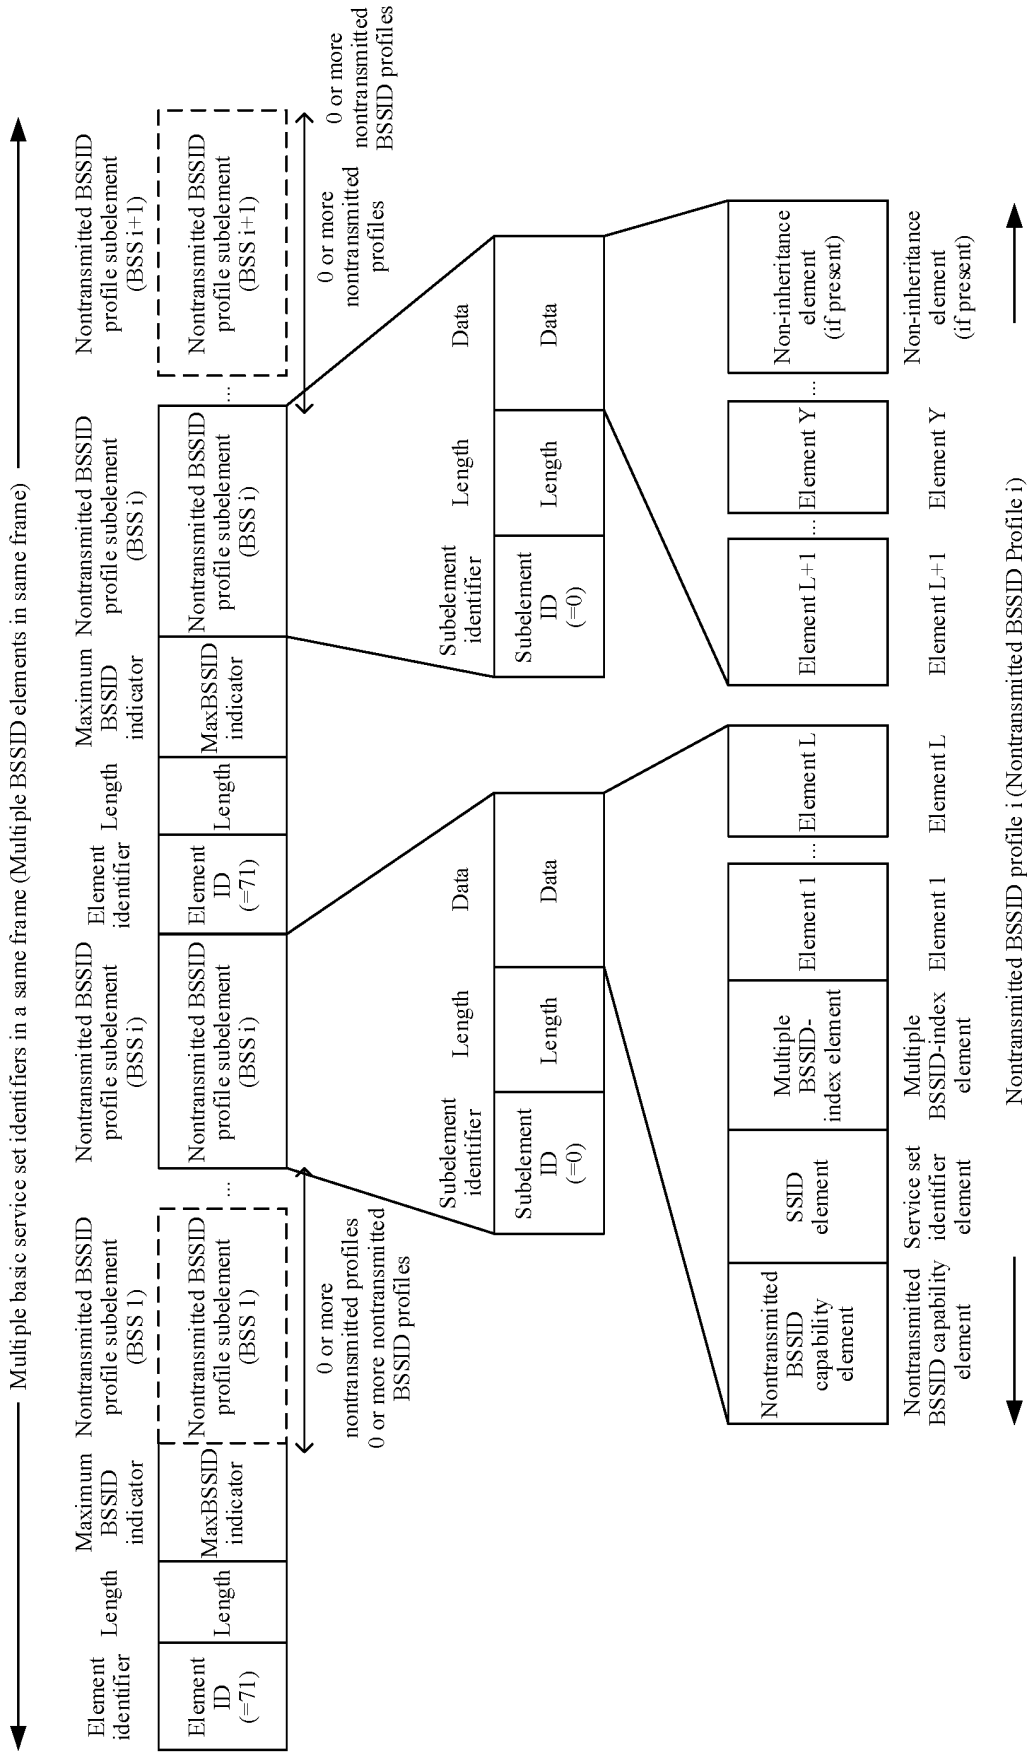 Multiple basic service set identifiers in a same frame (Multiple BSSID elements in same frame)
Element
identifier
Length
Maximum
BSSID
indicator
Nontransmitted BSSID
profile subelement
(BSS 1)
Nontransmitted BSSID
profile subelement
(BSS i)
Element
identifier
Length
Maximum
BSSID
indicator
Nontransmitted BSSID
profile subelement
(BSS i)
Nontransmitted BSSID
profile subelement
(BSS i+1)
Element
ID
(=71)
Length
MaxBSSID
indicator
Nontransmitted BSSID
profile subelement
(BSS 1)
...
Nontransmitted BSSID
profile subelement
(BSS i)
Element
ID
(=71)
Length
MaxBSSID
indicator
Nontransmitted BSSID
profile subelement
(BSS i)
...
Nontransmitted BSSID
profile subelement
(BSS i+1)
0 or more
nontransmitted profiles
0 or more nontransmitted
BSSID profiles
0 or more
nontransmitted
profiles
0 or more
nontransmitted
BSSID profiles
Subelement
identifier
Length
Data
Subelement
identifier
Length
Data
Subelement
ID
(=0)
Length
Data
Subelement
ID
(=0)
Length
Data
Nontransmitted
BSSID
capability
element
SSID
element
Multiple
BSSID-
index element
Element 1
...
Element L
Element L+1
...
Element Y
...
Non-inheritance
element
(if present)
Nontransmitted
BSSID capability
element
Service set
identifier
element
Multiple
BSSID-index
element
Element 1
Element L
Element L+1
Element Y
Non-inheritance
element
(if present)
Nontransmitted BSSID profile i (Nontransmitted BSSID Profile i)